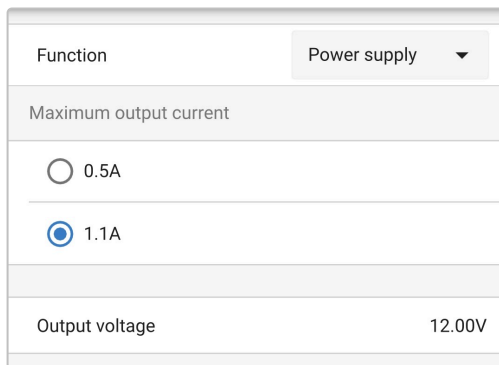 Function
Power supply
Maximum output current
0.5A
1.1A
Output voltage
12.00V